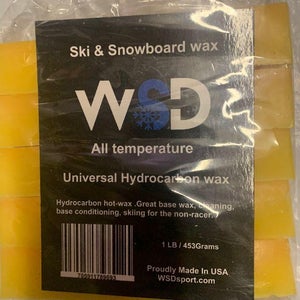 Ski & Snowboard wax
WSD
All temperature
Universal Hydrocarbon wax
Hydrocarbon hot-wax .Great base wax, cleaning,
base conditioning, skiing for the non-racer.
1 LB / 453Grams
Proudly Made In USA
WSDsport.com